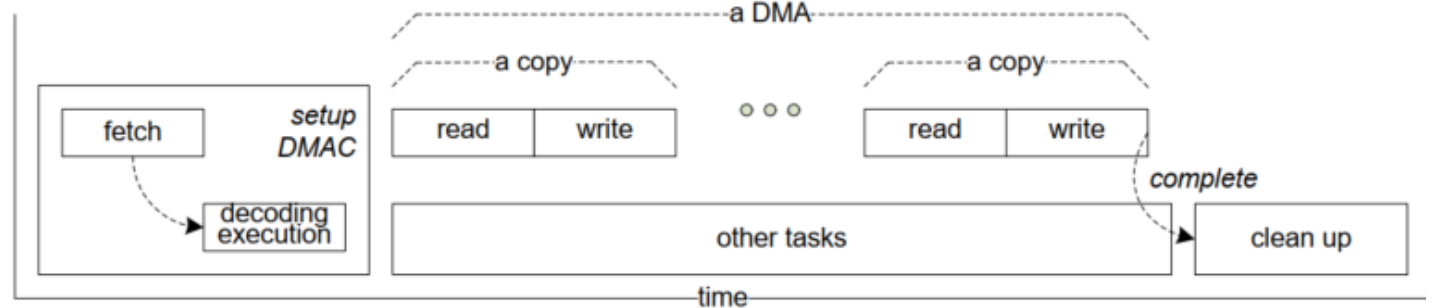 a DMA
a copy
a copy
fetch
setup
DMAC
read
write
read
write
complete
decoding
execution
other tasks
clean up
time